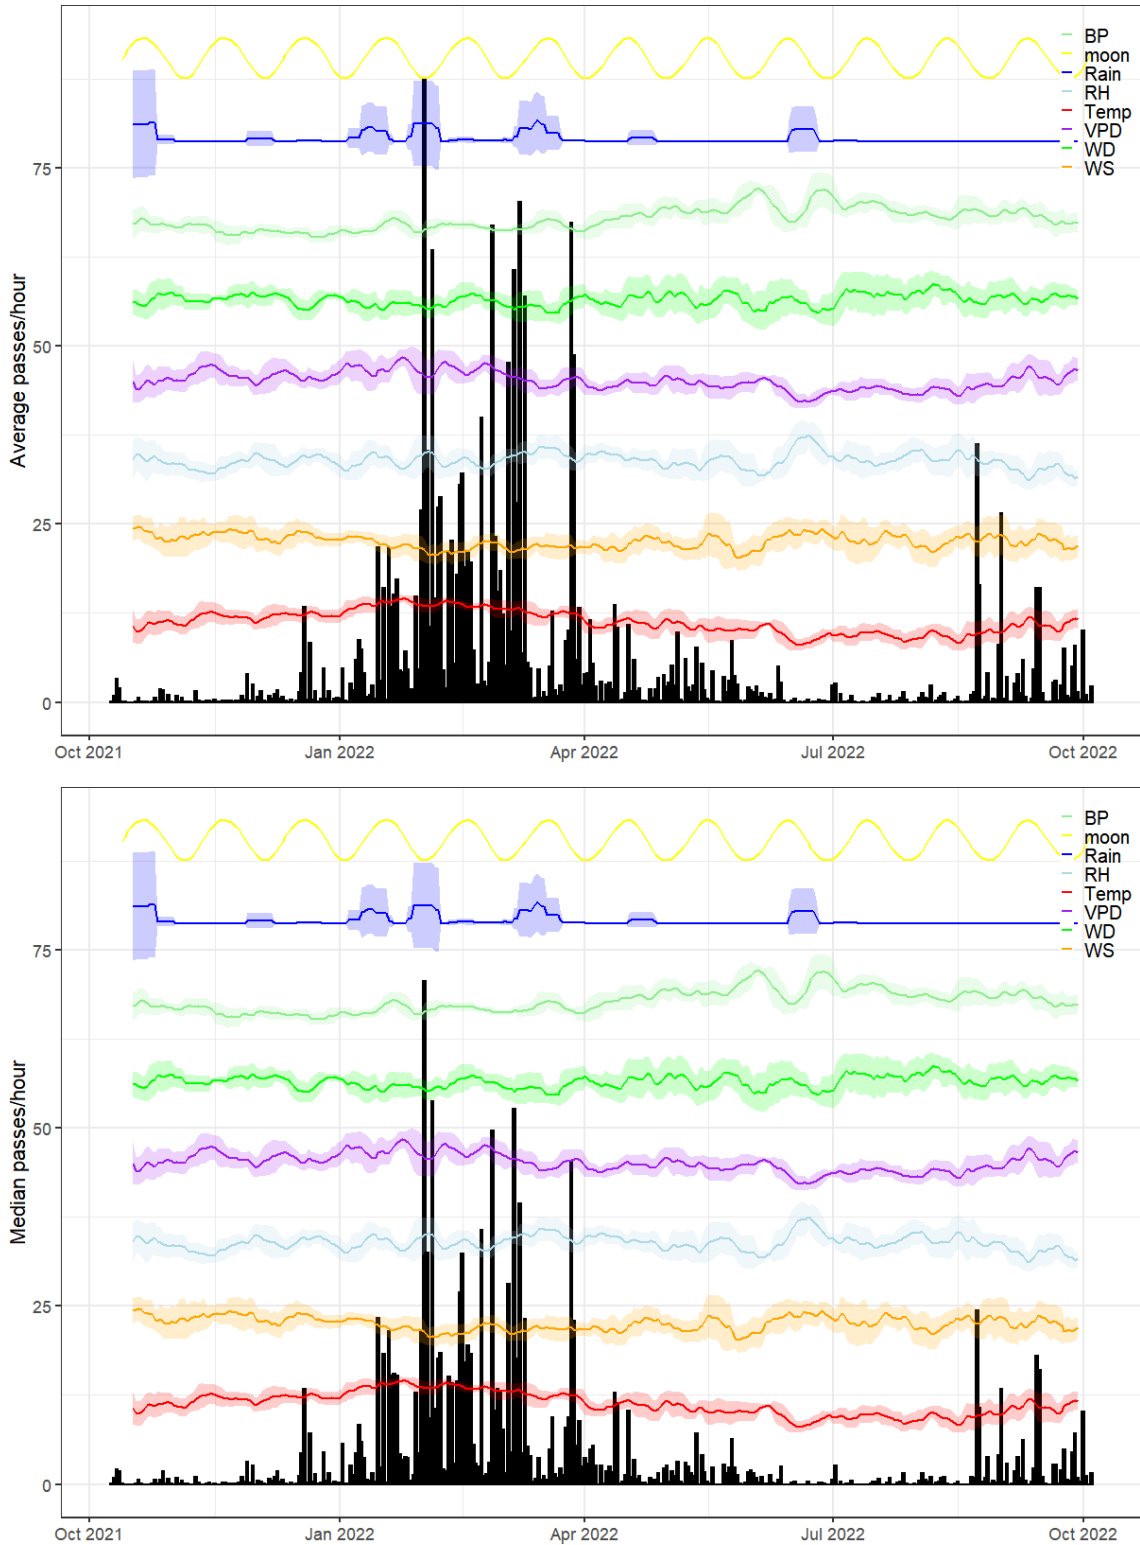 BP
moon
Rain
RH
Temp
VPD
WD
WS
75
50
25
0
Average passes/hour
Oct 2021 Jan 2022 Apr 2022 Jul 2022 Oct 2022
BP
moon
Rain
RH
Temp
VPD
WD
WS
75
50
25
0
Median passes/hour
Oct 2021 Jan 2022 Apr 2022 Jul 2022 Oct 2022